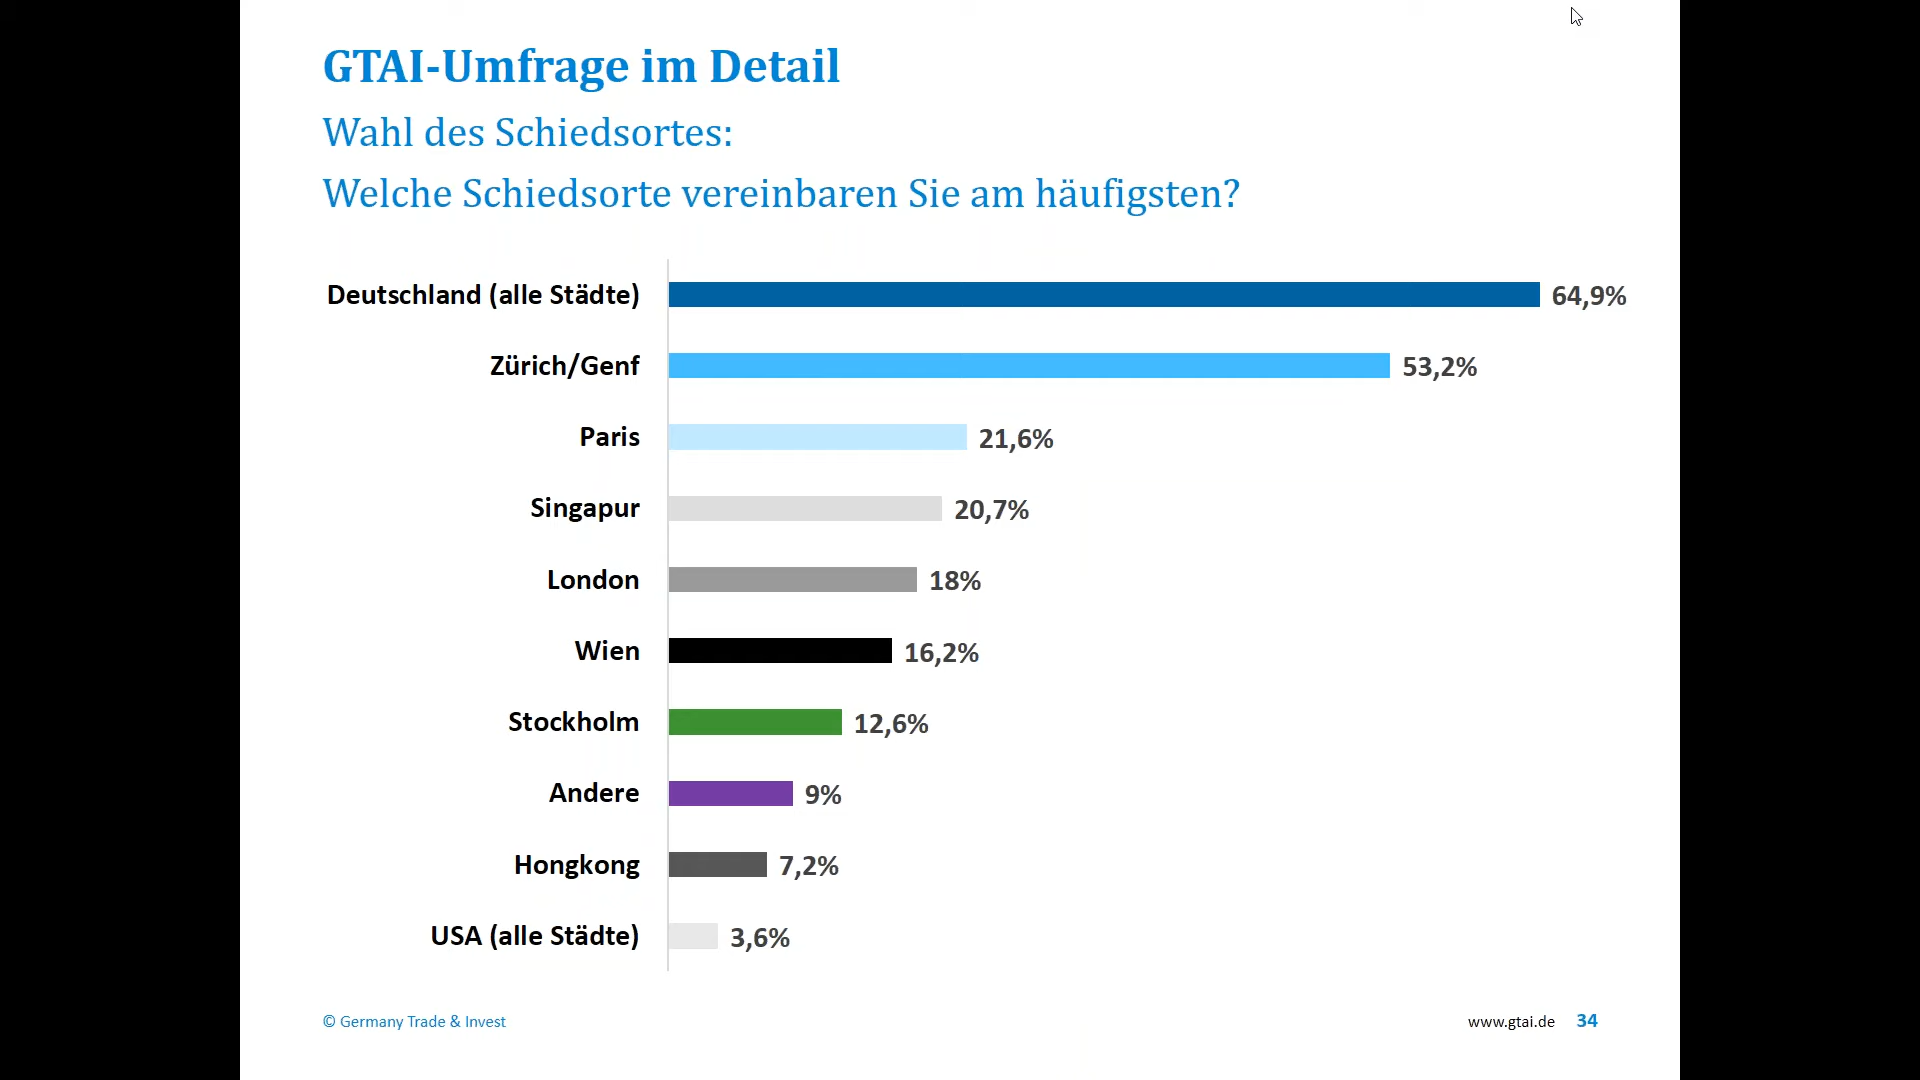 GTAI-Umfrage im Detail
Wahl des Schiedsortes:
Welche Schiedsorte vereinbaren Sie am häufigsten?
Deutschland (alle Städte) 64,9%
Zürich/Genf 53,2%
Paris 21,6%
Singapur 20,7%
London 18%
Wien 16,2%
Stockholm 12,6%
Andere 9%
Hongkong 7,2%
USA (alle Städte) 3,6%
© Germany Trade & Invest www.gtai.de 34